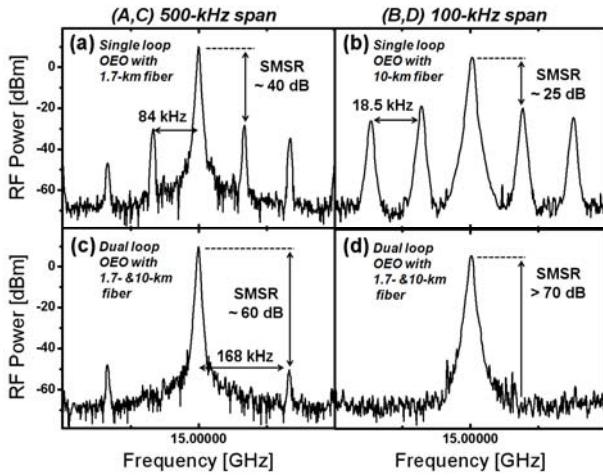 (A,C) 500-kHz span
(B,D) 100-kHz span
(a) Single loop
OEO with
1.7-km fiber
SMSR
~ 40 dB
84 kHz
(b) Single loop
OEO with
10-km fiber
SMSR
~ 25 dB
18.5 kHz
RF Power [dBm]
0
-20
-40
-60
(c) Dual loop
OEO with
1.7- &10-km
fiber
SMSR
~ 60 dB
168 kHz
(d) Dual loop
OEO with
1.7- &10-km
fiber
SMSR
> 70 dB
RF Power [dBm]
0
-20
-40
-60
15.00000
15.00000
Frequency [GHz]
Frequency [GHz]